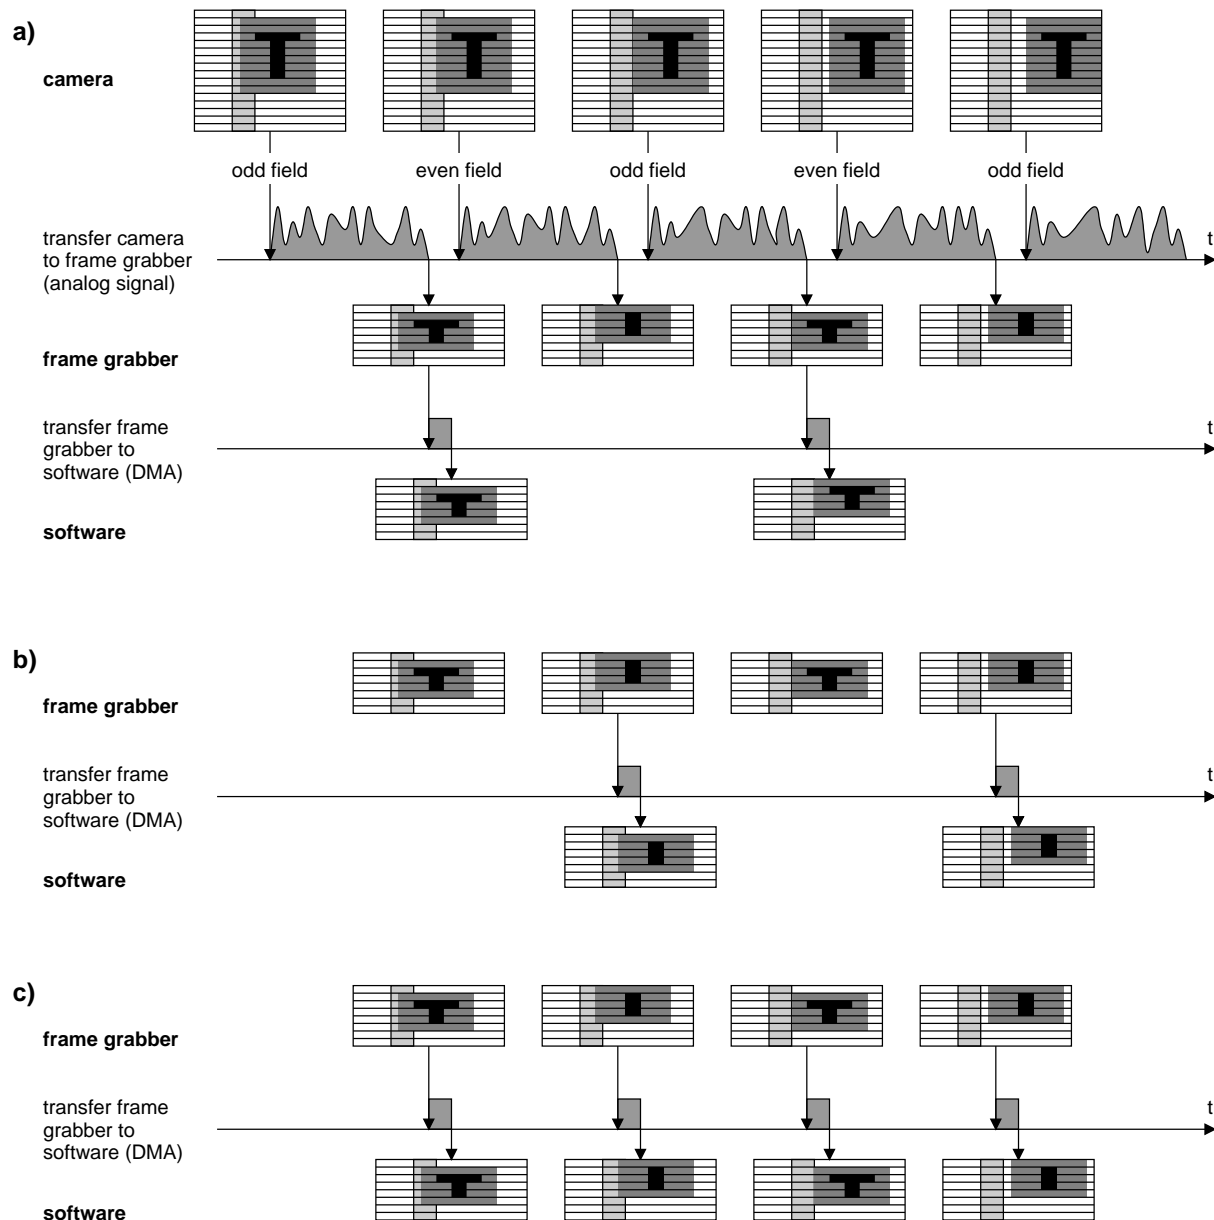 a)
camera
odd field
even field
odd field
even field
odd field
transfer camera
to frame grabber
(analog signal)
t
frame grabber
transfer frame
grabber to
software (DMA)
t
software
b)
frame grabber
transfer frame
grabber to
software (DMA)
t
software
c)
frame grabber
transfer frame
grabber to
software (DMA)
t
software